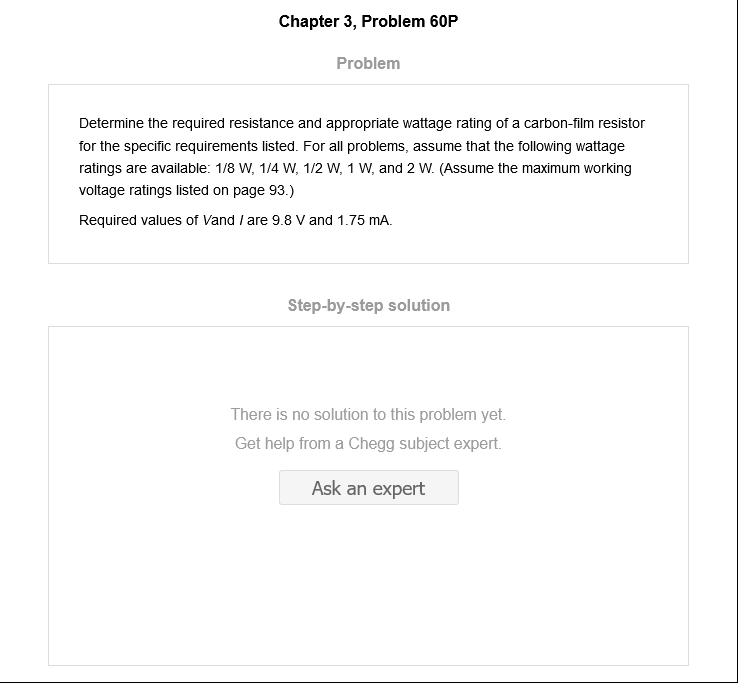 Chapter 3, Problem 60P
Problem
Determine the required resistance and appropriate wattage rating of a carbon-film resistor
for the specific requirements listed. For all problems, assume that the following wattage
ratings are available: 1/8 W, 1/4 W, 1/2 W, 1 W, and 2 W. (Assume the maximum working
voltage ratings listed on page 93.)
Required values of Vand I are 9.8 V and 1.75 mA.
Step-by-step solution
There is no solution to this problem yet.
Get help from a Chegg subject expert.
Ask an expert